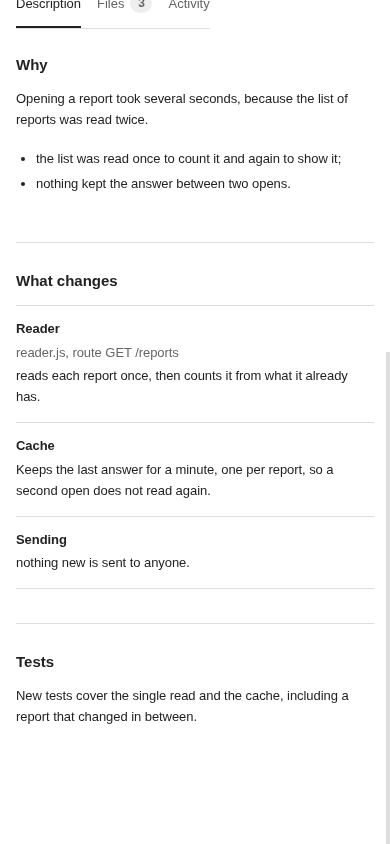 Description Files 3 Activity
Why
Opening a report took several seconds, because the list of
reports was read twice.
the list was read once to count it and again to show it;
nothing kept the answer between two opens.
What changes
Reader
reader.js, route GET /reports
reads each report once, then counts it from what it already
has.
Cache
Keeps the last answer for a minute, one per report, so a
second open does not read again.
Sending
nothing new is sent to anyone.
Tests
New tests cover the single read and the cache, including a
report that changed in between.